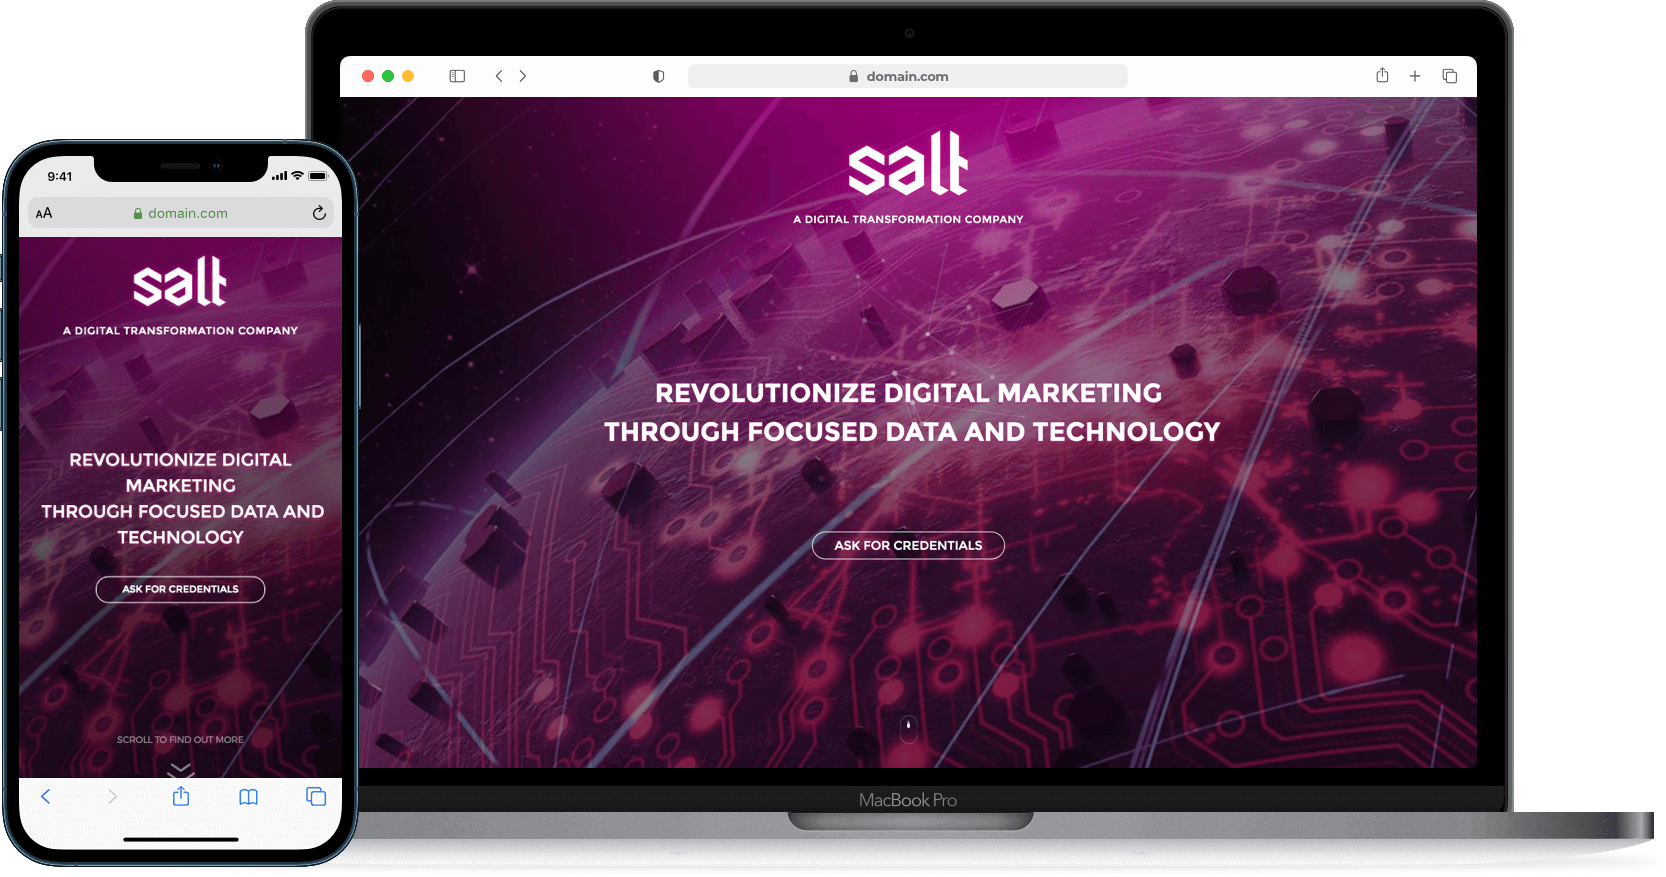 domain.com
salt
A DIGITAL TRANSFORMATION COMPANY
REVOLUTIONIZE DIGITAL MARKETING
THROUGH FOCUSED DATA AND TECHNOLOGY
ASK FOR CREDENTIALS
MacBook Pro
9:41
AA
domain.com
salt
A DIGITAL TRANSFORMATION COMPANY
REVOLUTIONIZE DIGITAL
MARKETING
THROUGH FOCUSED DATA AND
TECHNOLOGY
ASK FOR CREDENTIALS
SCROLL TO FIND OUT MORE